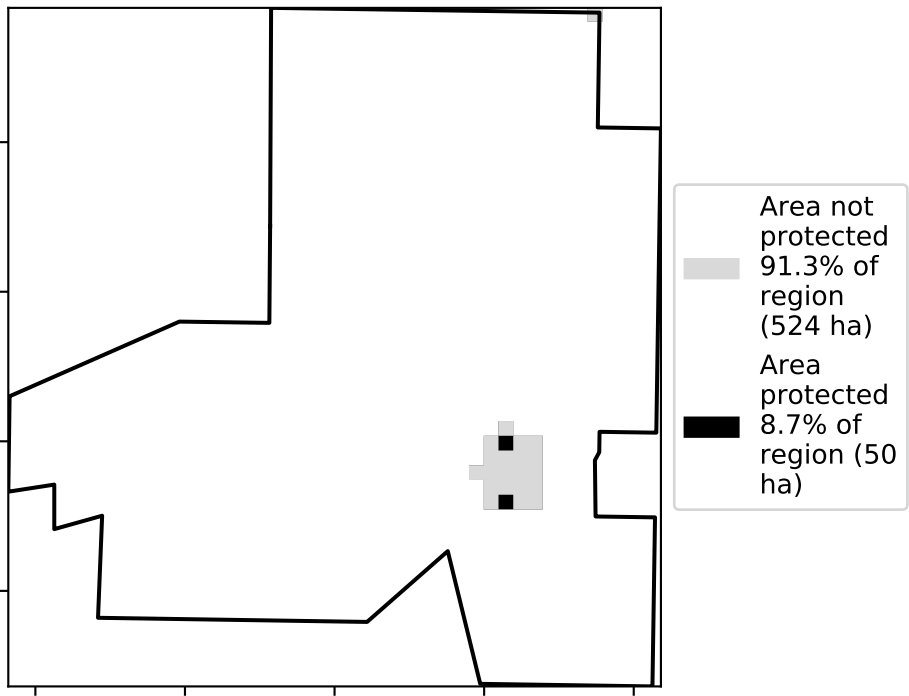 Area not
protected
91.3% of
region
(524 ha)
Area
protected
8.7% of
region (50
ha)